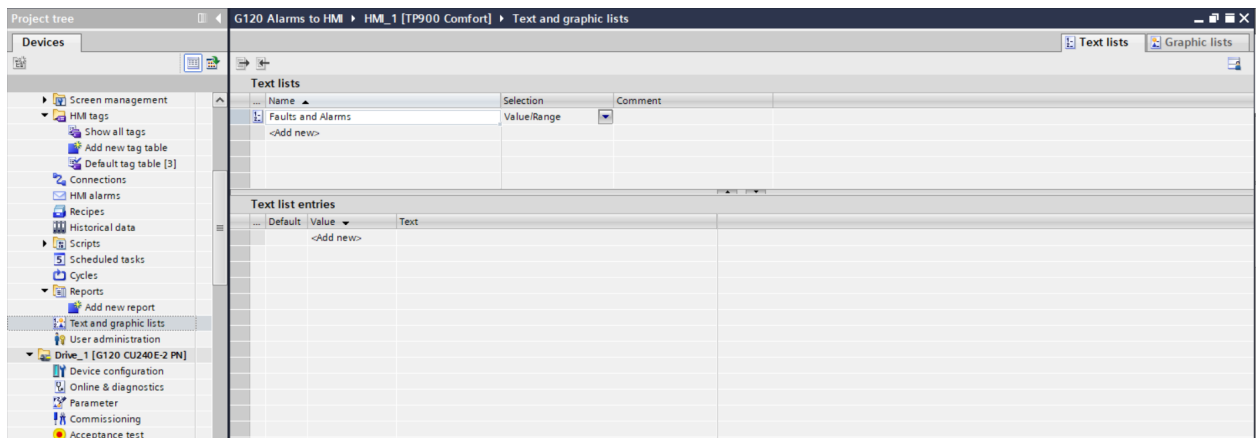 Project tree
G120 Alarms to HMI ▸ HMI_1 [TP900 Comfort] ▸ Text and graphic lists
Devices
Text lists
Graphic lists
Screen management
HMI tags
Show all tags
Add new tag table
Default tag table [3]
Connections
HMI alarms
Recipes
Historical data
Scripts
Scheduled tasks
Cycles
Reports
Add new report
Text and graphic lists
User administration
Drive_1 [G120 CU240E-2 PN]
Device configuration
Online & diagnostics
Parameter
Commissioning
Acceptance test
Text lists
... Name Selection Comment
Faults and Alarms Value/Range
<Add new>
Text list entries
... Default Value Text
<Add new>